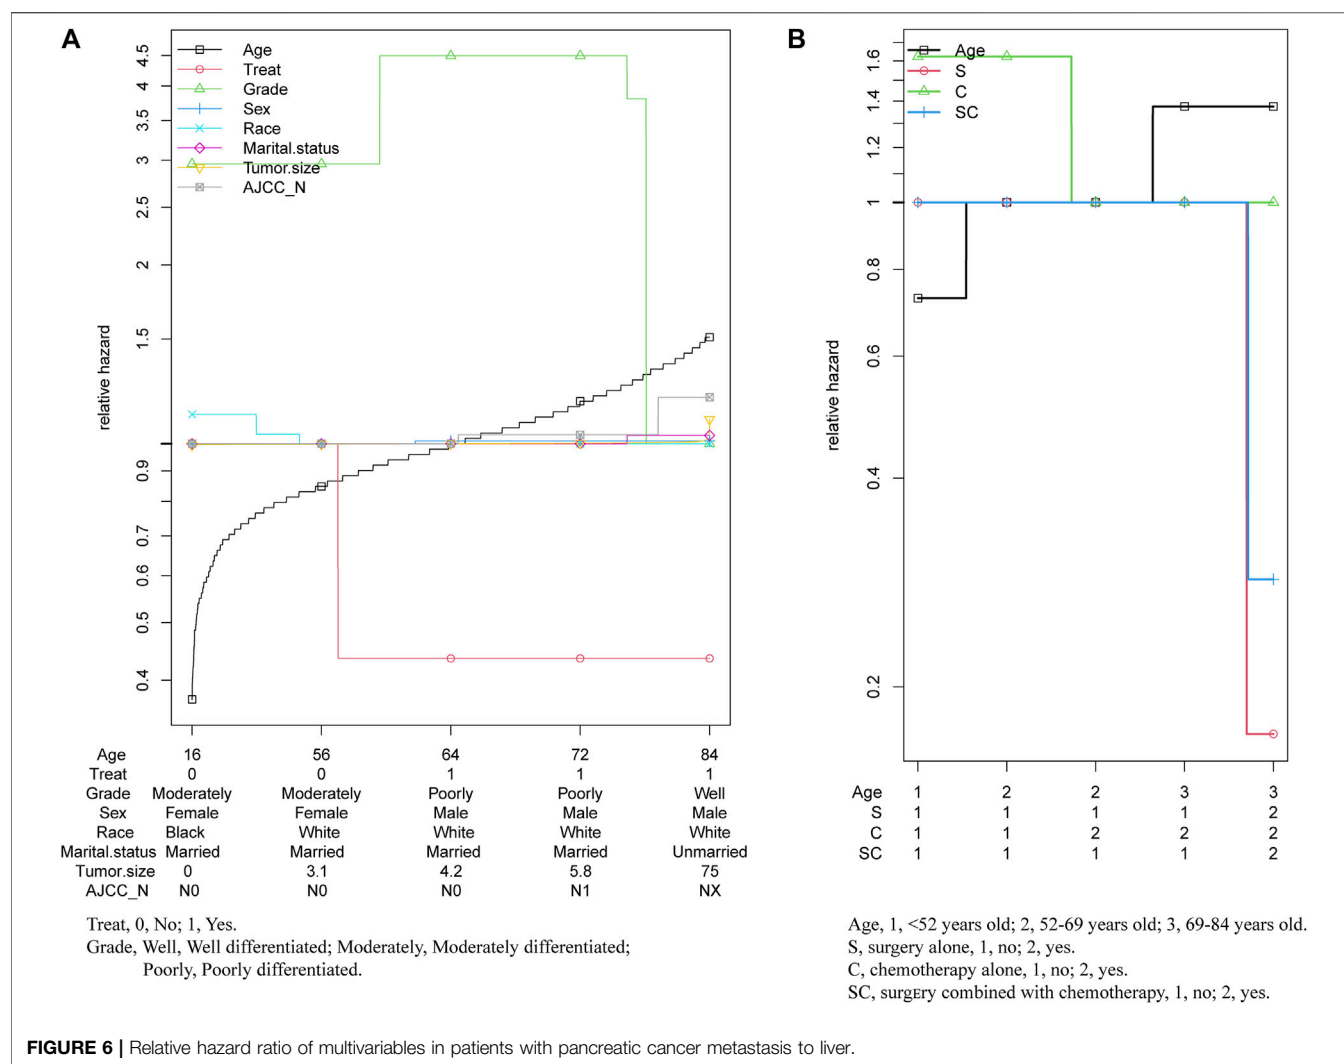 A
Age
Treat
Grade
Sex
Race
Marital.status
Tumor.size
AJCC_N
relative hazard
4.5
4
3.5
3
2.5
2
1.5
1
0.9
0.7
0.6
0.5
0.4
Age 16 56 64 72 84
Treat 0 0 1 1 1
Grade Moderately Moderately Poorly Poorly Well
Sex Female Female Male Male Male
Race Black White White White White
Marital.status Married Married Married Married Unmarried
Tumor.size 0 3.1 4.2 5.8 75
AJCC_N N0 N0 N0 N1 NX
Treat, 0, No; 1, Yes.
Grade, Well, Well differentiated; Moderately, Moderately differentiated;
Poorly, Poorly differentiated.
B
Age
S
C
SC
relative hazard
1.6
1.4
1.2
1
0.8
0.6
0.4
0.2
Age 1 2 2 3 3
S 1 1 1 1 2
C 1 1 2 2 2
SC 1 1 1 1 2
Age, 1, <52 years old; 2, 52-69 years old; 3, 69-84 years old.
S, surgery alone, 1, no; 2, yes.
C, chemotherapy alone, 1, no; 2, yes.
SC, surgEry combined with chemotherapy, 1, no; 2, yes.
FIGURE 6 | Relative hazard ratio of multivariables in patients with pancreatic cancer metastasis to liver.